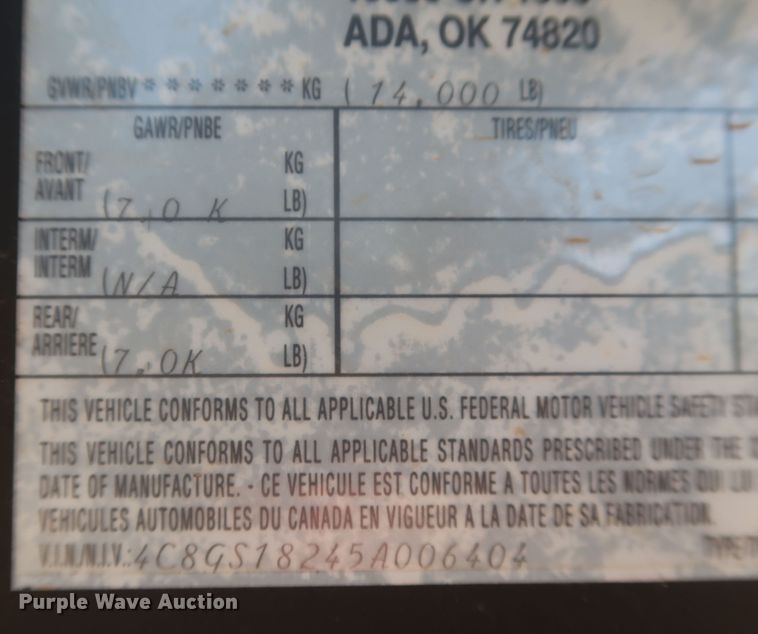 ADA, OK 74820
GVWR/PNBV * * * * * * * KG ( 14,000 LB)
GAWR/PNBE TIRES/PNEU
FRONT/ KG
AVANT (7.0 K LB)
INTERM/ KG
INTERM (N/A LB)
REAR/ KG
ARRIERE (7.0K LB)
THIS VEHICLE CONFORMS TO ALL APPLICABLE U.S. FEDERAL MOTOR VEHICLE SAFETY
THIS VEHICLE CONFORMS TO ALL APPLICABLE STANDARDS PRESCRIBED UNDER THE
DATE OF MANUFACTURE. - CE VEHICULE EST CONFORME A TOUTES LES NORMES QUI LUI
VEHICULES AUTOMOBILES DU CANADA EN VIGUEUR A LA DATE DE SA FABRICATION.
V.I.N/N.I.V.: 4C8GS18245A006404
Purple Wave Auction